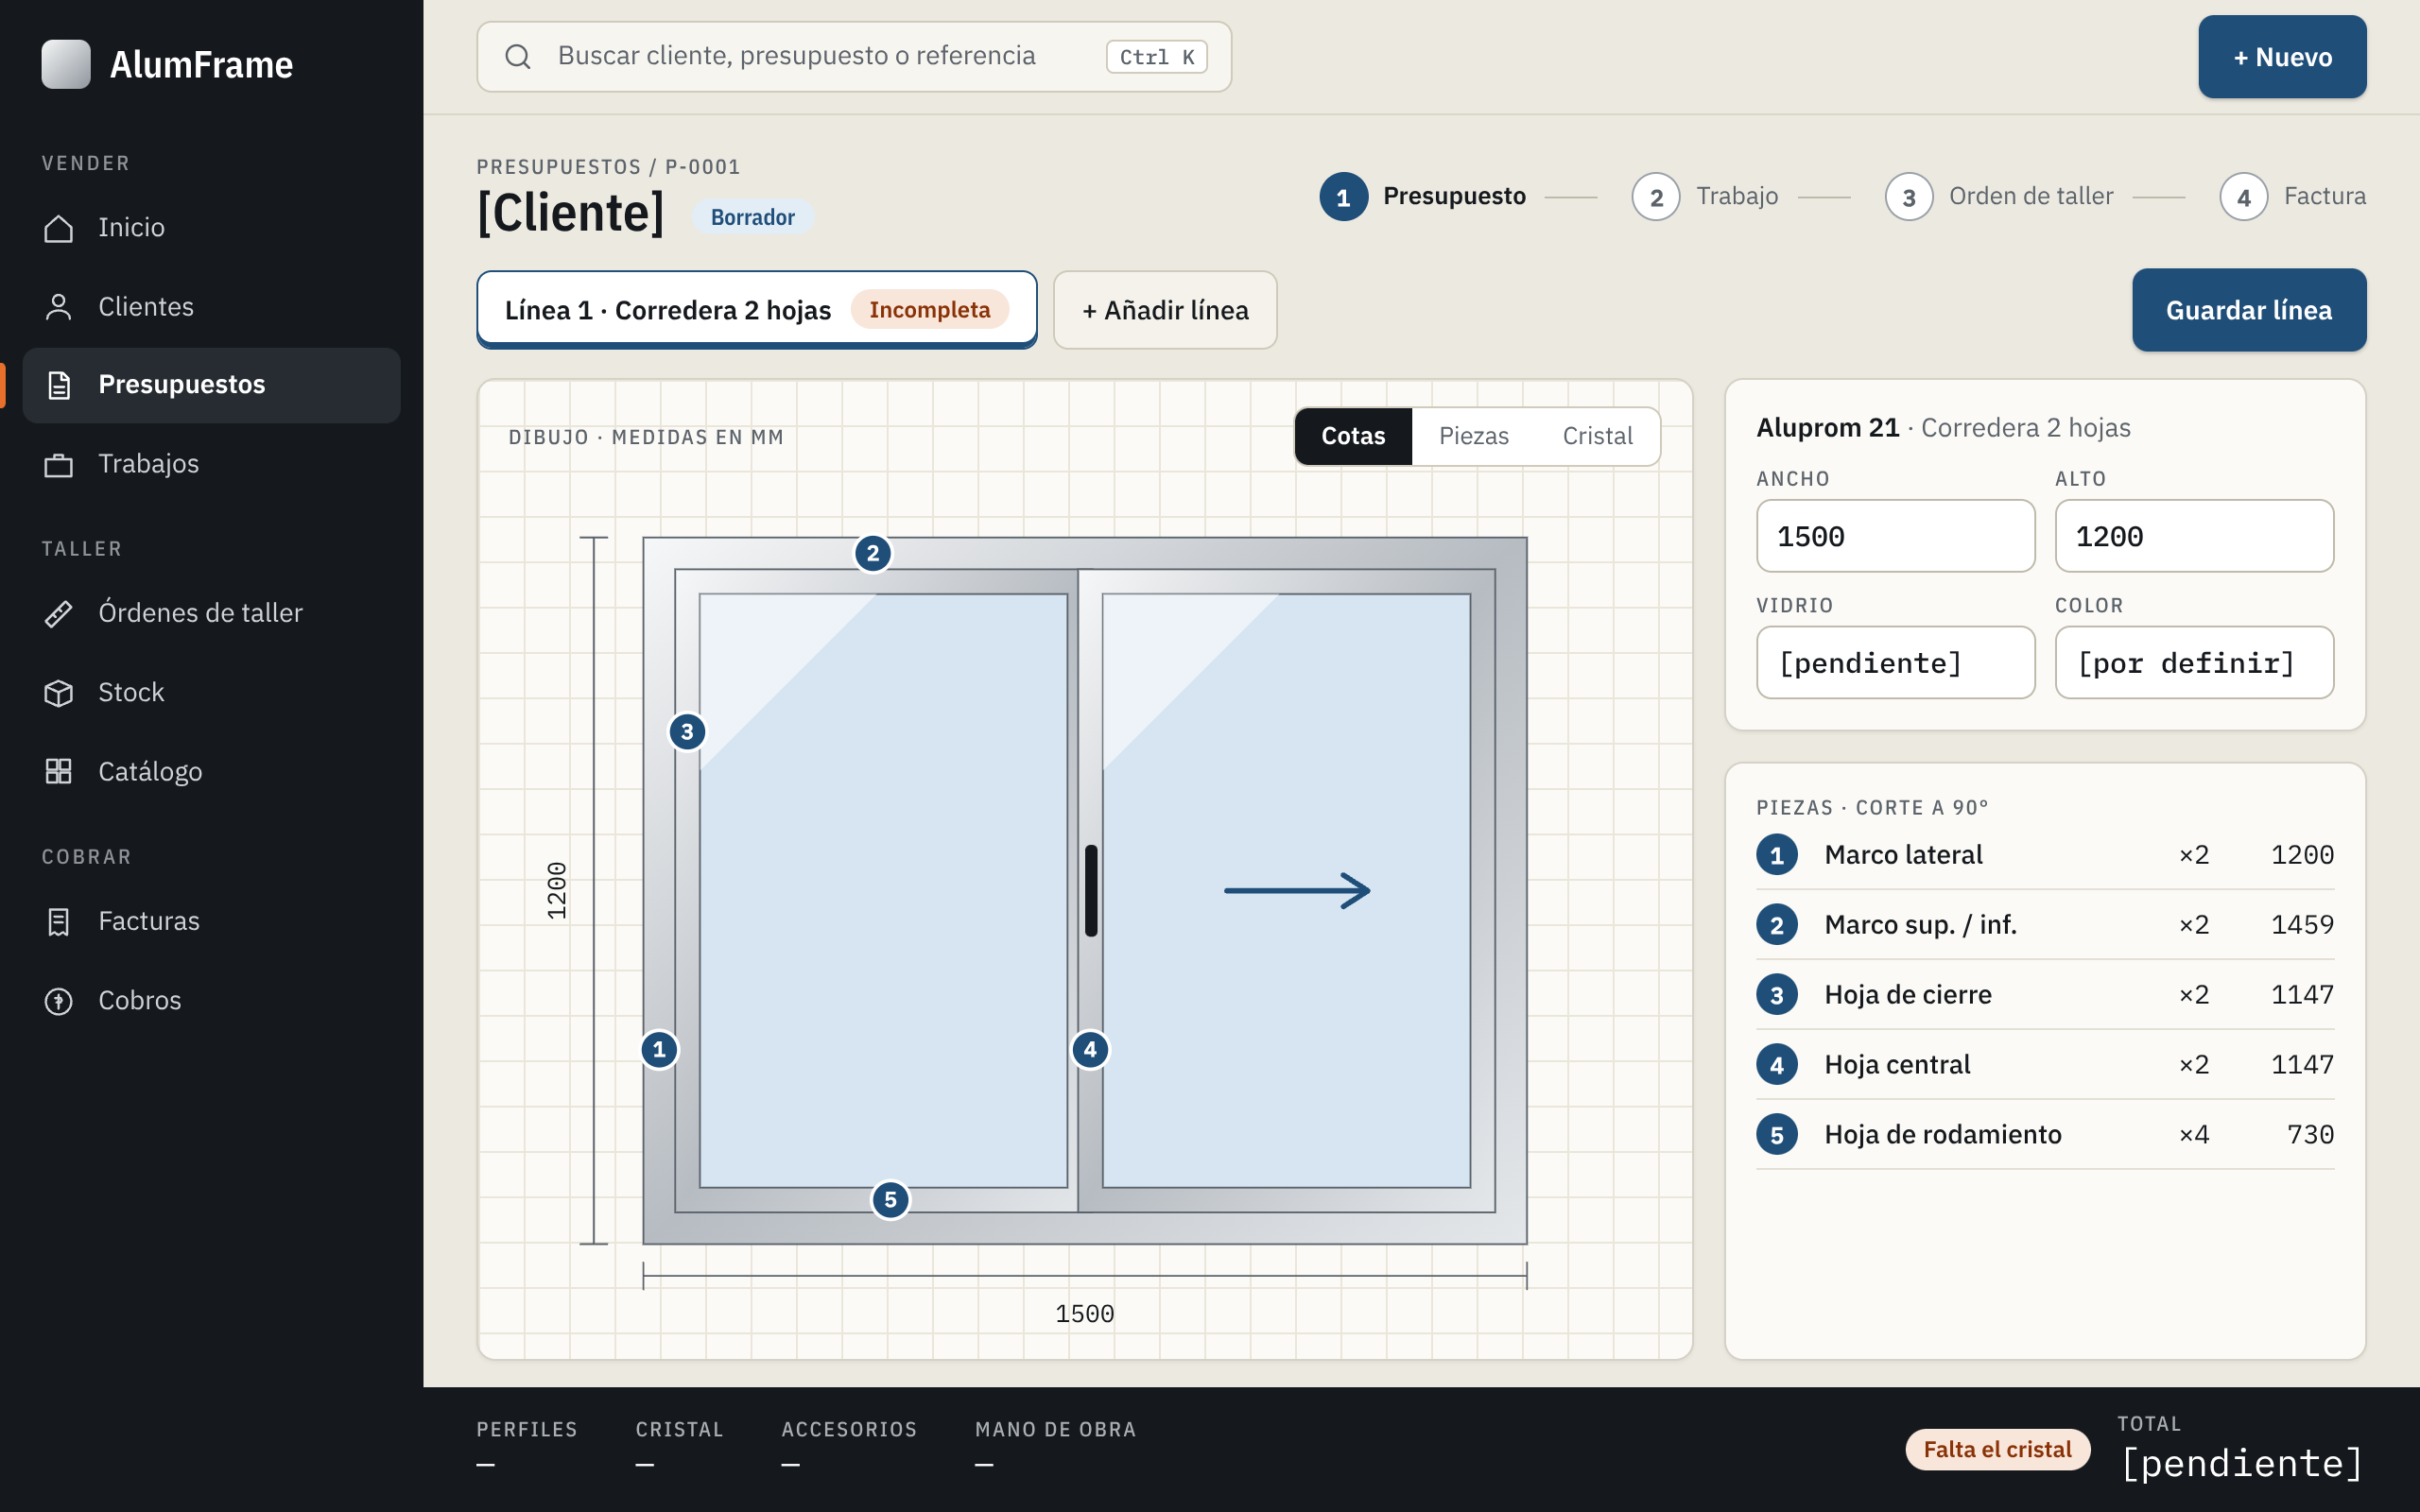 AlumFrame
VENDER
Inicio
Clientes
Presupuestos
Trabajos
TALLER
Órdenes de taller
Stock
Catálogo
COBRAR
Facturas
Cobros
Buscar cliente, presupuesto o referencia
Ctrl K
+ Nuevo
PRESUPUESTOS / P-0001
[Cliente]
Borrador
1 Presupuesto
2 Trabajo
3 Orden de taller
4 Factura
Línea 1 · Corredera 2 hojas
Incompleta
+ Añadir línea
Guardar línea
DIBUJO · MEDIDAS EN MM
Cotas
Piezas
Cristal
2
3
1200
1
4
5
1500
Aluprom 21 · Corredera 2 hojas
ANCHO
1500
ALTO
1200
VIDRIO
[pendiente]
COLOR
[por definir]
PIEZAS · CORTE A 90°
1 Marco lateral ×2 1200
2 Marco sup. / inf. ×2 1459
3 Hoja de cierre ×2 1147
4 Hoja central ×2 1147
5 Hoja de rodamiento ×4 730
PERFILES
—
CRISTAL
—
ACCESORIOS
—
MANO DE OBRA
—
Falta el cristal
TOTAL
[pendiente]